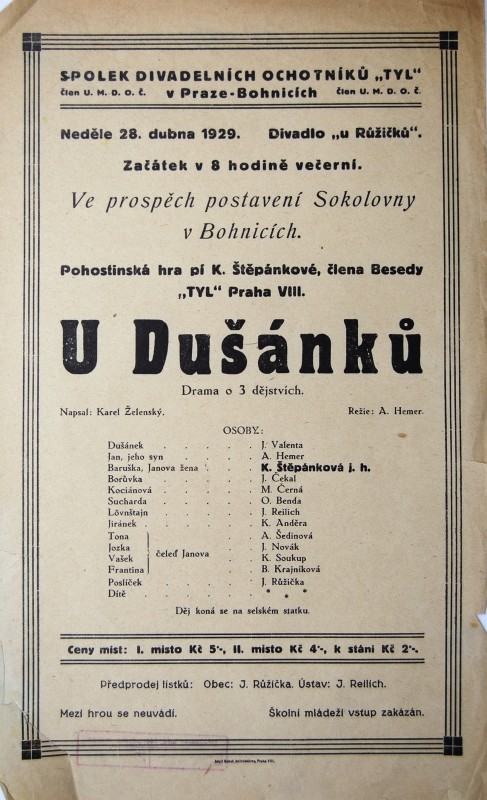 SPOLEK DIVADELNÍCH OCHOTNÍKŮ „TYL“
člen U. M. D. O. Č. v Praze-Bohnicích člen U. M. D. O. Č.
Neděle 28. dubna 1929. Divadlo „u Růžičků“.
Začátek v 8 hodině večerní.
Ve prospěch postavení Sokolovny
v Bohnicích.
Pohostinská hra pí K. Štěpánkové, člena Besedy
„TYL“ Praha VIII.
U Dušánků
Drama o 3 dějstvích.
Napsal: Karel Želenský. Režie: A. Hemer.
OSOBY:
Dušánek . . . . . J. Valenta
Jan, jeho syn . . . . A. Hemer
Baruška, Janova žena . . . K. Štěpánková j. h.
Borůvka . . . . . J. Čekal
Kociánová . . . . . M. Černá
Sucharda . . . . . O. Benda
Lövnštajn . . . . . J. Reilich
Jiránek . . . . . . K. Anděra
Tona . . . A. Šedinová
Jozka . . . J. Novák
čeleď Janova
Vašek . . . K. Soukup
Frantina . . . B. Krajníková
Poslíček . . . . . J. Růžička
Dítě . . . . . . * * *
Děj koná se na selském statku.
Ceny míst: I. místo Kč 5·-, II. místo Kč 4·-, k stání Kč 2·-.
Předprodej lístků: Obec: J. Růžička. Ústav: J. Reilich.
Mezi hrou se neuvádí. Školní mládeži vstup zakázán.